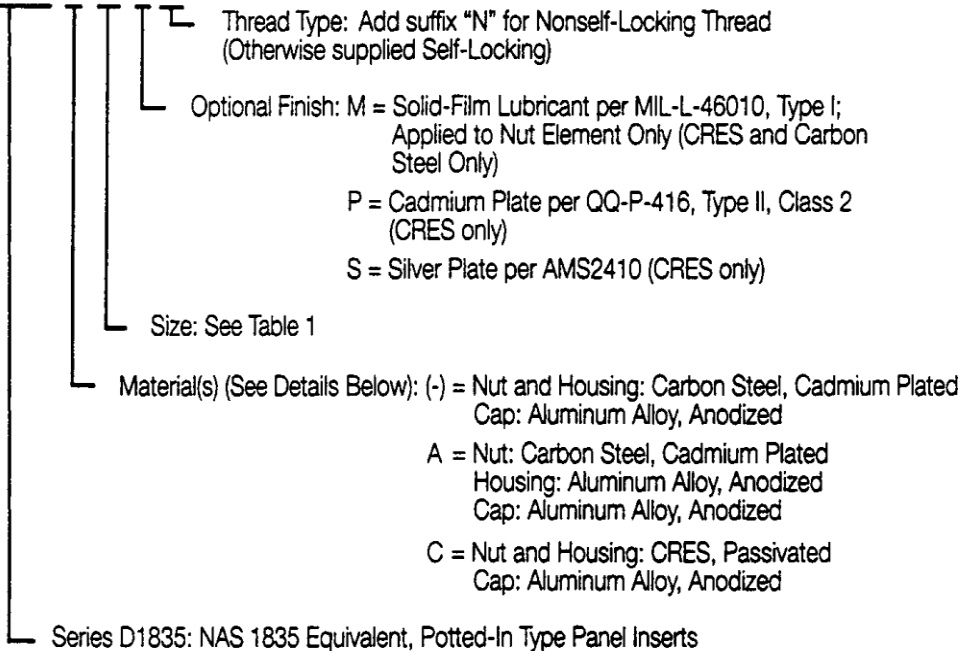 Thread Type: Add suffix "N" for Nonself-Locking Thread
(Otherwise supplied Self-Locking)
Optional Finish: M = Solid-Film Lubricant per MIL-L-46010, Type I;
Applied to Nut Element Only (CRES and Carbon
Steel Only)
P = Cadmium Plate per QQ-P-416, Type II, Class 2
(CRES only)
S = Silver Plate per AMS2410 (CRES only)
Size: See Table 1
Material(s) (See Details Below): (-) = Nut and Housing: Carbon Steel, Cadmium Plated
Cap: Aluminum Alloy, Anodized
A = Nut: Carbon Steel, Cadmium Plated
Housing: Aluminum Alloy, Anodized
Cap: Aluminum Alloy, Anodized
C = Nut and Housing: CRES, Passivated
Cap: Aluminum Alloy, Anodized
Series D1835: NAS 1835 Equivalent, Potted-In Type Panel Inserts